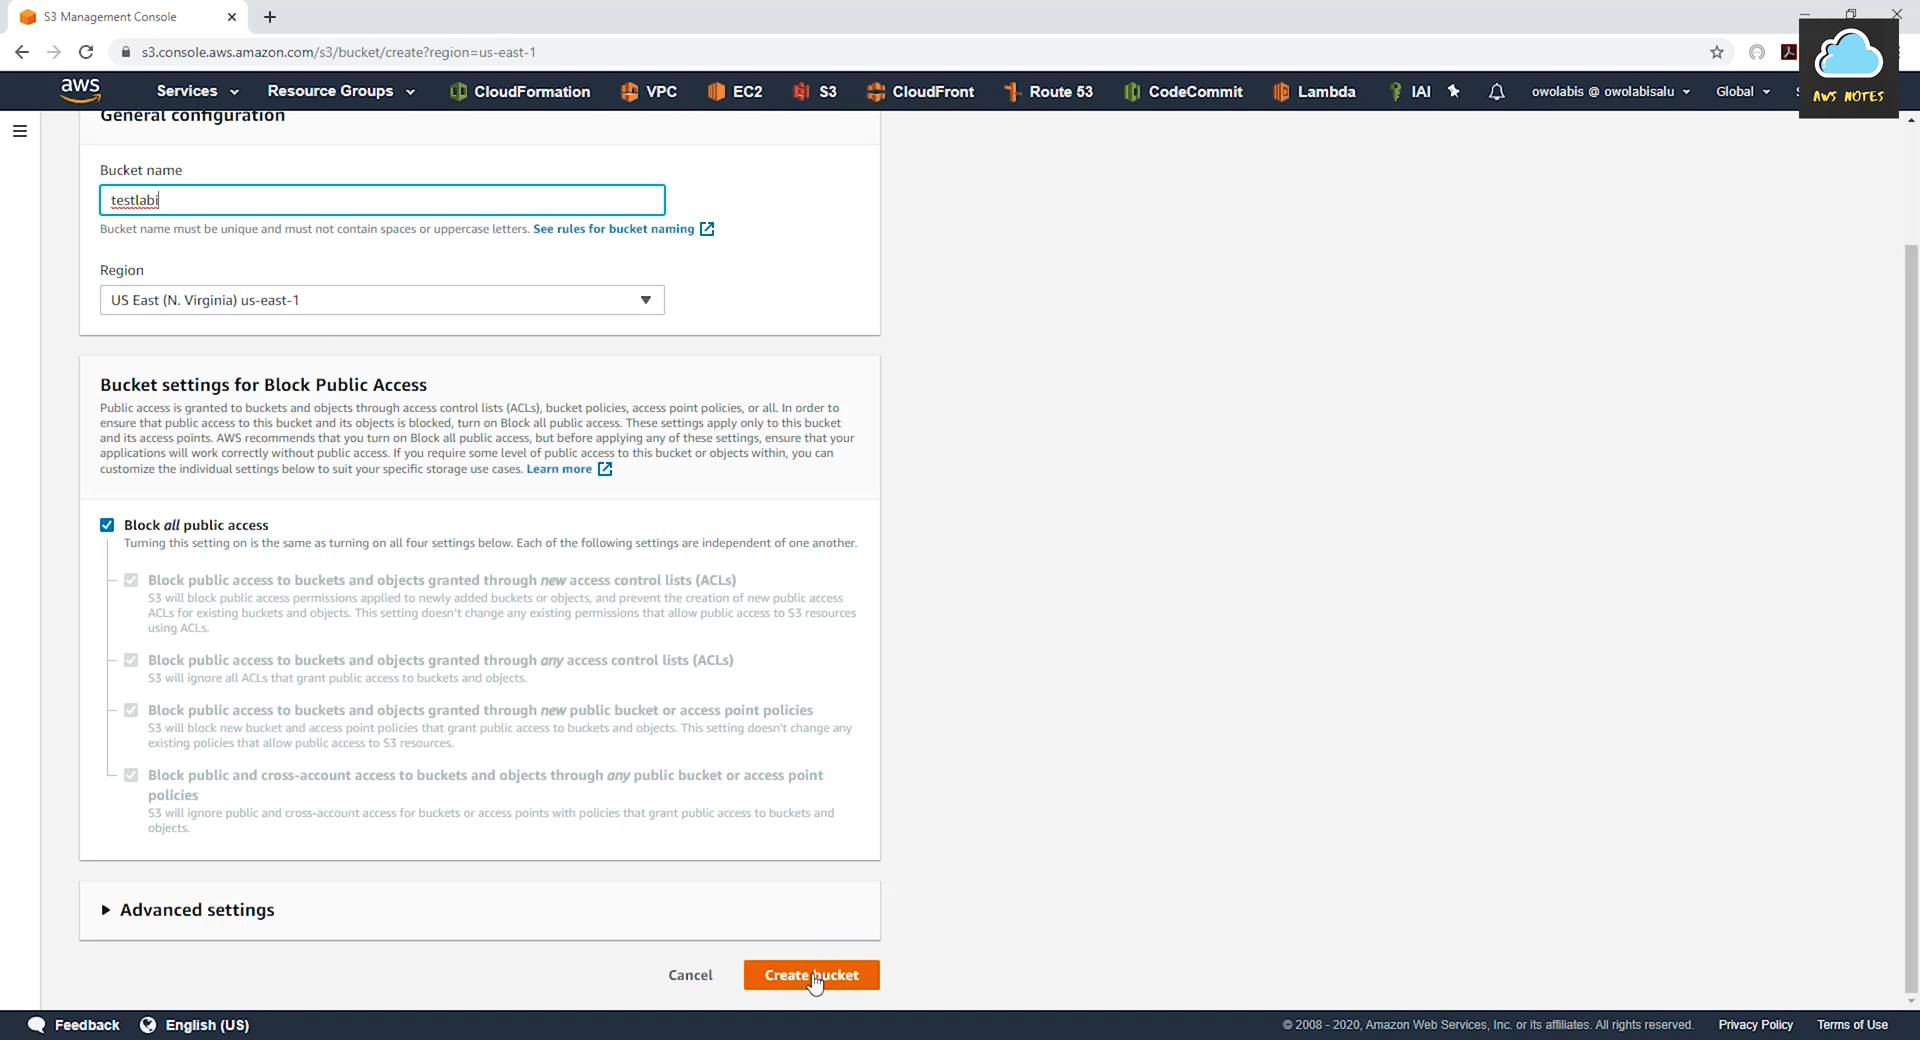 S3 Management Console
s3.console.aws.amazon.com/s3/bucket/create?region=us-east-1
aws Services Resource Groups CloudFormation VPC EC2 S3 CloudFront Route 53 CodeCommit Lambda IAI owolabis @ owolabisalu Global
AWS NOTES
General configuration
Bucket name
testlabi
Bucket name must be unique and must not contain spaces or uppercase letters. See rules for bucket naming
Region
US East (N. Virginia) us-east-1
Bucket settings for Block Public Access
Public access is granted to buckets and objects through access control lists (ACLs), bucket policies, access point policies, or all. In order to
ensure that public access to this bucket and its objects is blocked, turn on Block all public access. These settings apply only to this bucket
and its access points. AWS recommends that you turn on Block all public access, but before applying any of these settings, ensure that your
applications will work correctly without public access. If you require some level of public access to this bucket or objects within, you can
customize the individual settings below to suit your specific storage use cases. Learn more
Block all public access
Turning this setting on is the same as turning on all four settings below. Each of the following settings are independent of one another.
Block public access to buckets and objects granted through new access control lists (ACLs)
S3 will block public access permissions applied to newly added buckets or objects, and prevent the creation of new public access
ACLs for existing buckets and objects. This setting doesn't change any existing permissions that allow public access to S3 resources
using ACLs.
Block public access to buckets and objects granted through any access control lists (ACLs)
S3 will ignore all ACLs that grant public access to buckets and objects.
Block public access to buckets and objects granted through new public bucket or access point policies
S3 will block new bucket and access point policies that grant public access to buckets and objects. This setting doesn't change any
existing policies that allow public access to S3 resources.
Block public and cross-account access to buckets and objects through any public bucket or access point
policies
S3 will ignore public and cross-account access for buckets or access points with policies that grant public access to buckets and
objects.
Advanced settings
Cancel Create bucket
Feedback English (US) © 2008 - 2020, Amazon Web Services, Inc. or its affiliates. All rights reserved. Privacy Policy Terms of Use